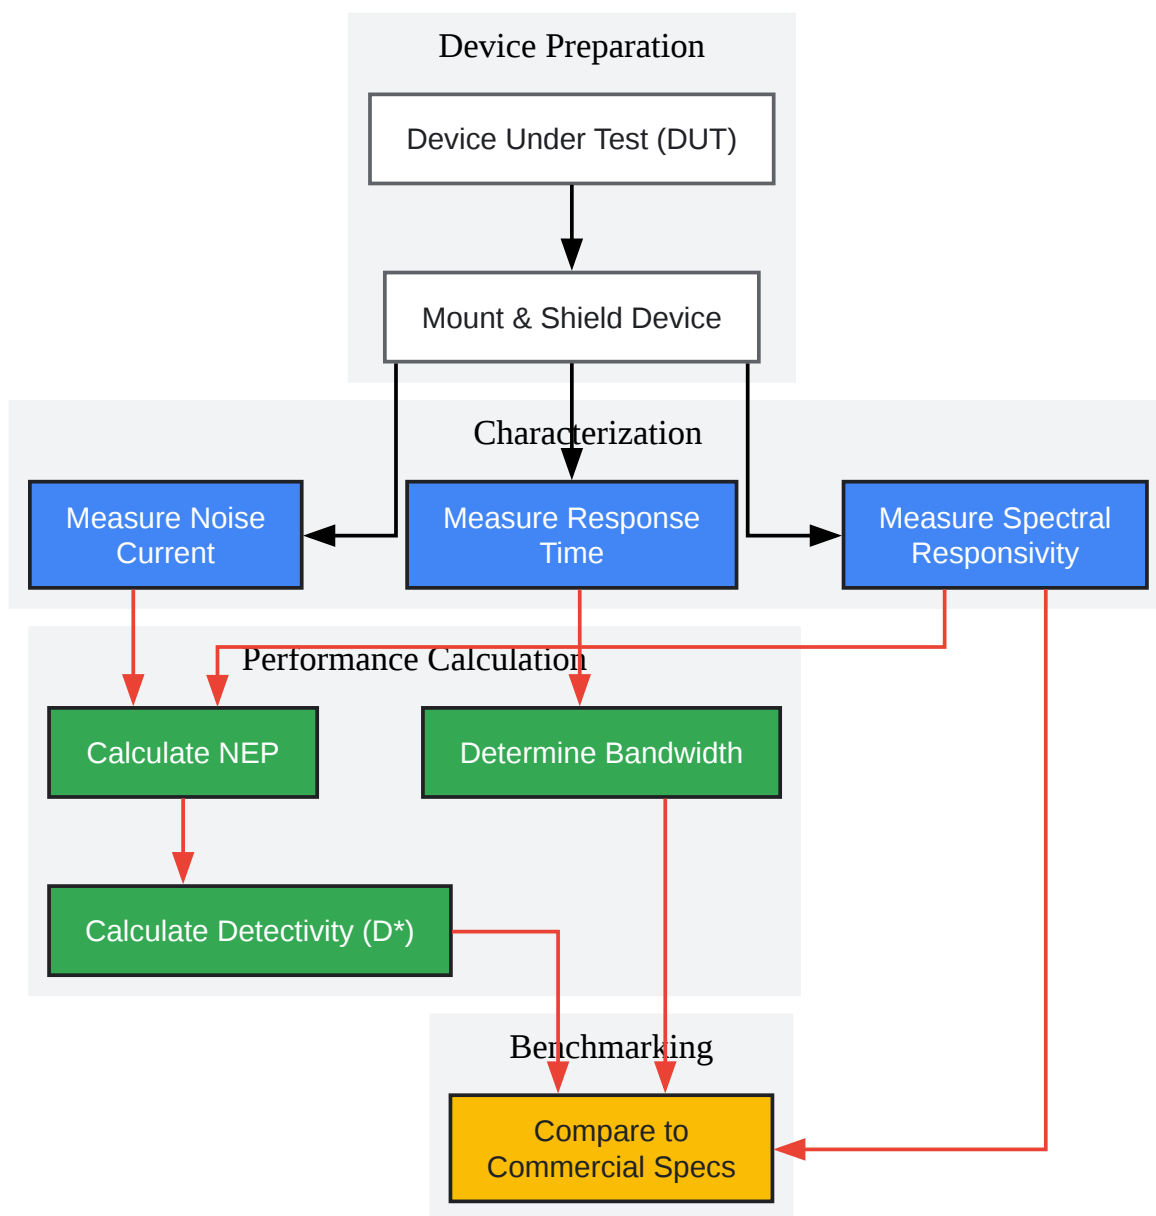 Device Preparation
Device Under Test (DUT)
Mount & Shield Device
Characterization
Measure Noise
Current
Measure Response
Time
Measure Spectral
Responsivity
Performance Calculation
Calculate NEP
Determine Bandwidth
Calculate Detectivity (D*)
Benchmarking
Compare to
Commercial Specs